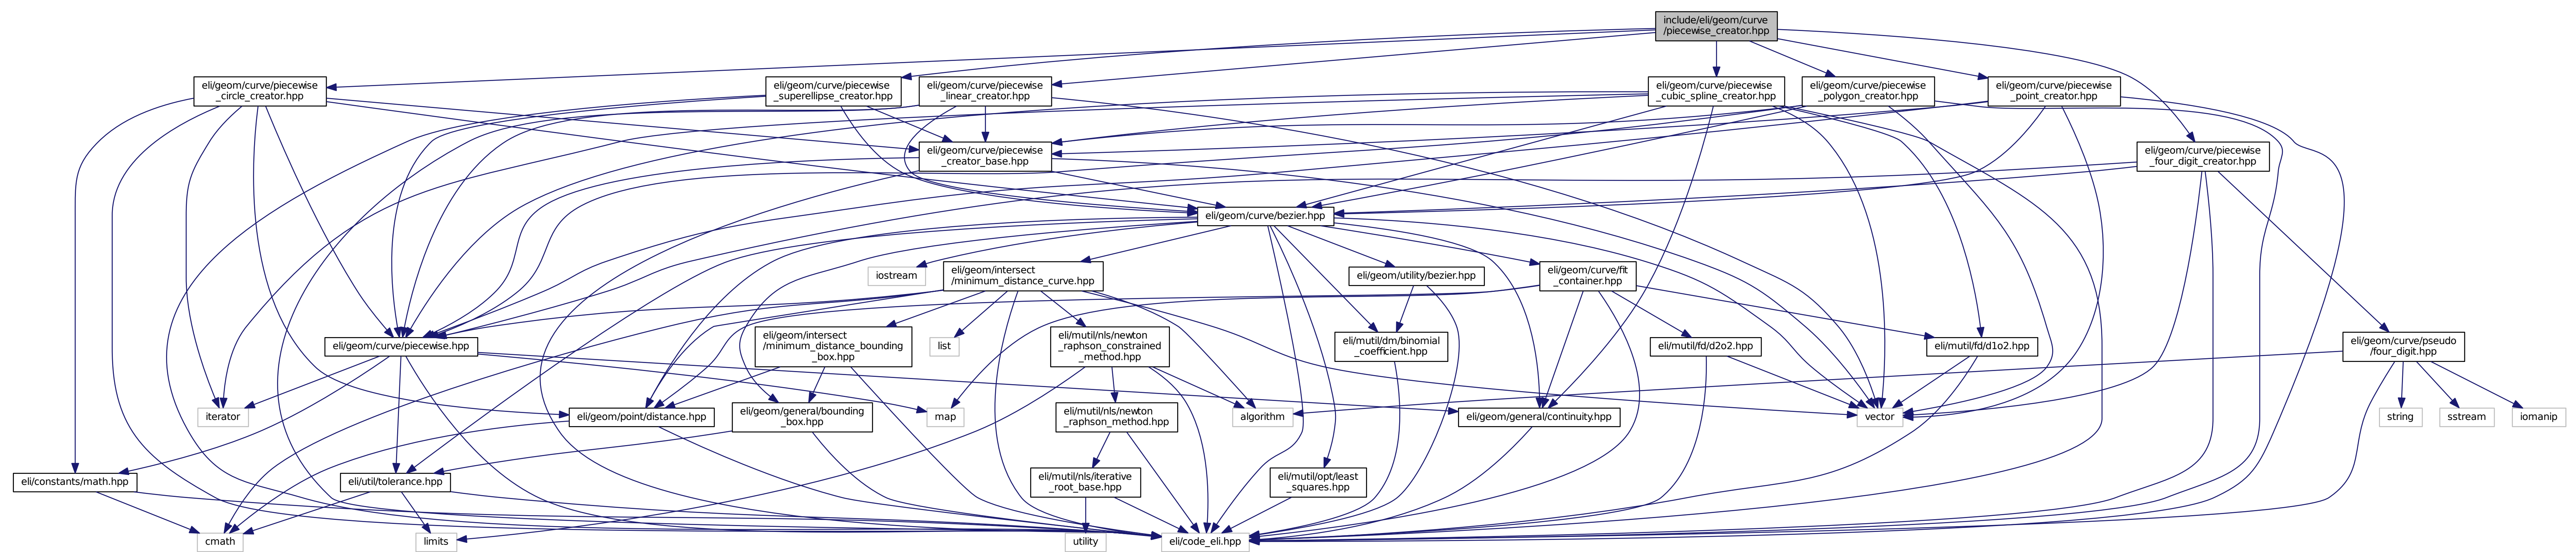 include/eli/geom/curve
/piecewise_creator.hpp
eli/geom/curve/piecewise
_circle_creator.hpp
eli/geom/curve/piecewise
_superellipse_creator.hpp
eli/geom/curve/piecewise
_linear_creator.hpp
eli/geom/curve/piecewise
_cubic_spline_creator.hpp
eli/geom/curve/piecewise
_polygon_creator.hpp
eli/geom/curve/piecewise
_point_creator.hpp
eli/geom/curve/piecewise
_creator_base.hpp
eli/geom/curve/piecewise
_four_digit_creator.hpp
eli/geom/curve/bezier.hpp
iostream
eli/geom/intersect
/minimum_distance_curve.hpp
eli/geom/utility/bezier.hpp
eli/geom/curve/fit
_container.hpp
eli/geom/curve/piecewise.hpp
eli/geom/intersect
/minimum_distance_bounding
_box.hpp
list
eli/mutil/nls/newton
_raphson_constrained
_method.hpp
eli/mutil/dm/binomial
_coefficient.hpp
eli/mutil/fd/d2o2.hpp
eli/mutil/fd/d1o2.hpp
eli/geom/curve/pseudo
/four_digit.hpp
iterator
eli/geom/point/distance.hpp
eli/geom/general/bounding
_box.hpp
map
eli/mutil/nls/newton
_raphson_method.hpp
algorithm
eli/geom/general/continuity.hpp
vector
string
sstream
iomanip
eli/constants/math.hpp
eli/util/tolerance.hpp
eli/mutil/nls/iterative
_root_base.hpp
eli/mutil/opt/least
_squares.hpp
cmath
limits
utility
eli/code_eli.hpp